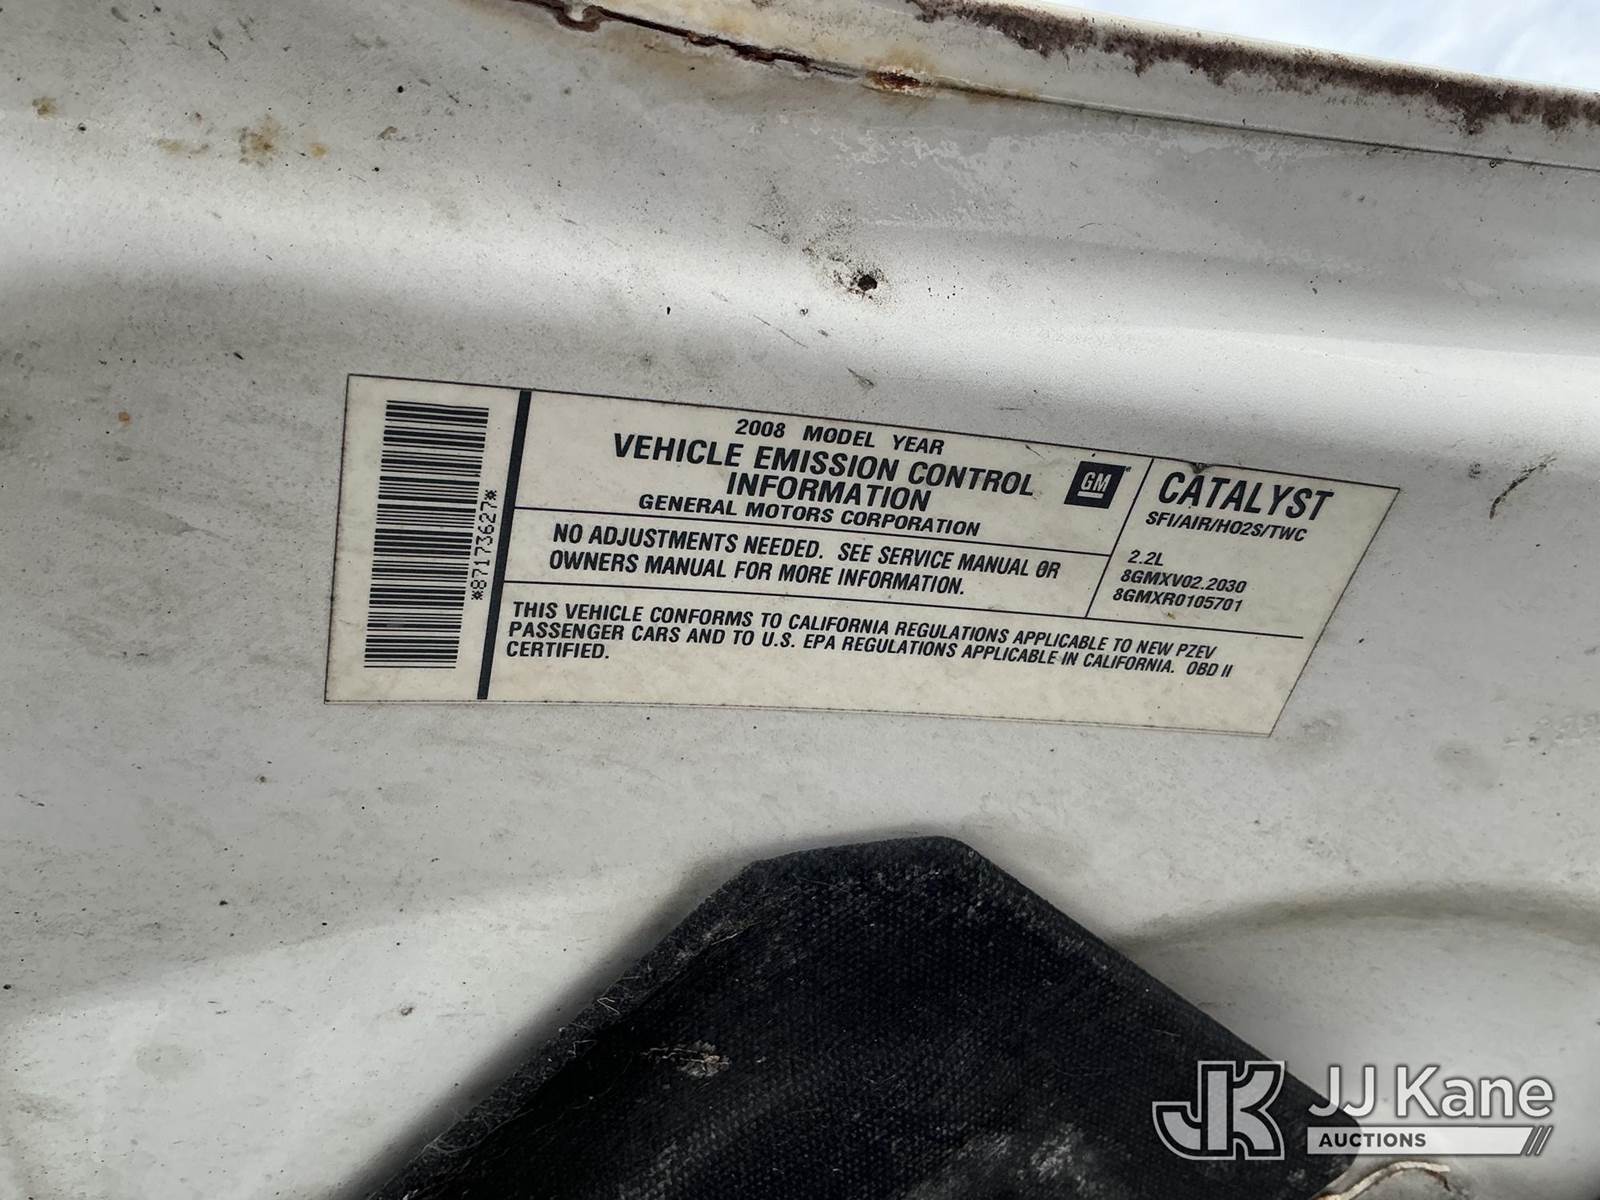 2008 MODEL YEAR
VEHICLE EMISSION CONTROL
INFORMATION
GENERAL MOTORS CORPORATION
GM
NO ADJUSTMENTS NEEDED. SEE SERVICE MANUAL OR
OWNERS MANUAL FOR MORE INFORMATION.
CATALYST
SFI/AIR/HO2S/TWC
2.2L
8GMXV02.2030
8GMXR0105701
THIS VEHICLE CONFORMS TO CALIFORNIA REGULATIONS APPLICABLE TO NEW PZEV
PASSENGER CARS AND TO U.S. EPA REGULATIONS APPLICABLE IN CALIFORNIA. OBD II
CERTIFIED.
*87173627*
JK
JJ Kane
AUCTIONS